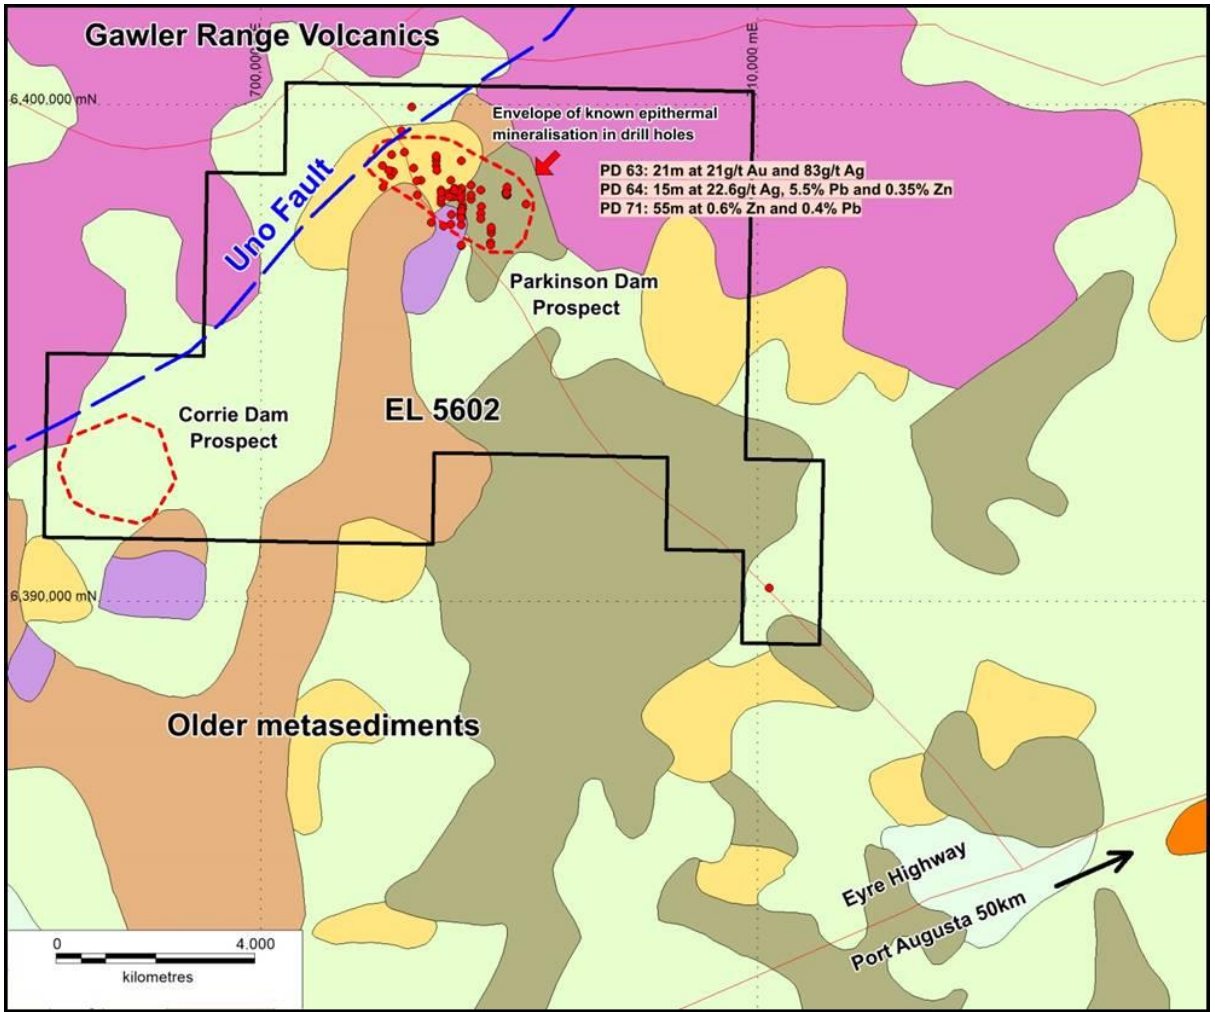 Gawler Range Volcanics
700,000 mE
10,000 mE
6,400,000 mN
Envelope of known epithermal
mineralisation in drill holes
PD 63: 21m at 21g/t Au and 83g/t Ag
PD 64: 15m at 22.6g/t Ag, 5.5% Pb and 0.35% Zn
PD 71: 55m at 0.6% Zn and 0.4% Pb
Uno Fault
Parkinson Dam
Prospect
Corrie Dam
Prospect
EL 5602
6,390,000 mN
Older metasediments
Eyre Highway
Port Augusta 50km
0 4.000
kilometres